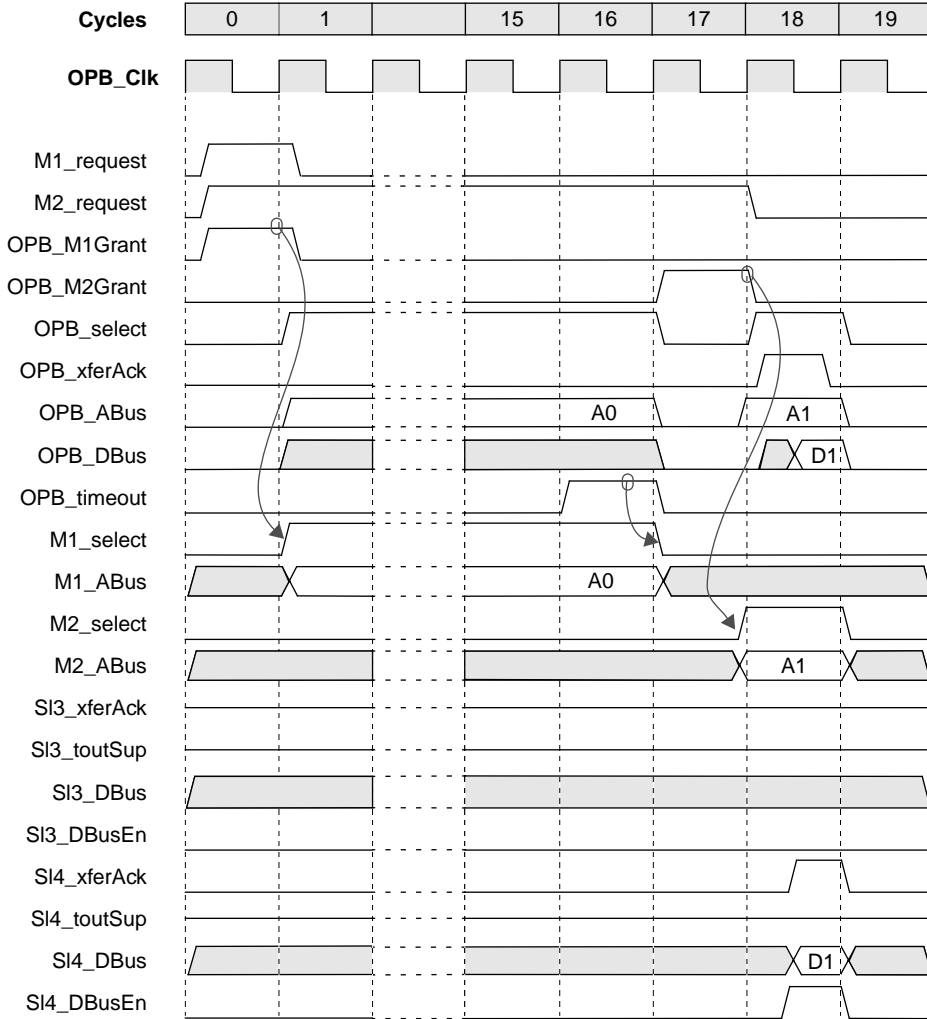 Cycles 0 1 15 16 17 18 19
OPB_Clk
M1_request
M2_request
OPB_M1Grant
OPB_M2Grant
OPB_select
OPB_xferAck
OPB_ABus A0 A1
OPB_DBus D1
OPB_timeout
M1_select
M1_ABus A0
M2_select
M2_ABus A1
Sl3_xferAck
Sl3_toutSup
Sl3_DBus
Sl3_DBusEn
Sl4_xferAck
Sl4_toutSup
Sl4_DBus D1
Sl4_DBusEn